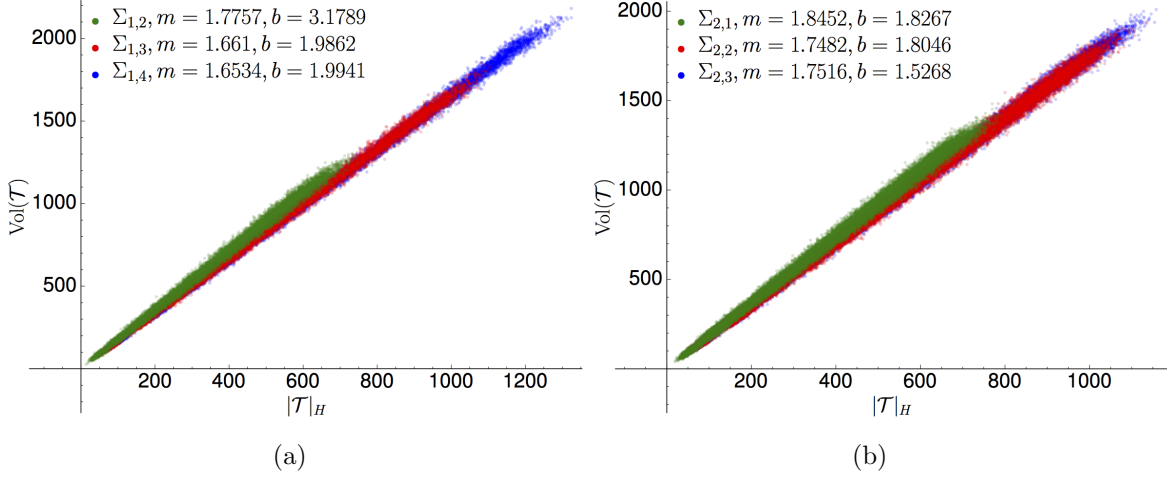 Σ₁,₂, m = 1.7757, b = 3.1789
Σ₁,₃, m = 1.661, b = 1.9862
Σ₁,₄, m = 1.6534, b = 1.9941
2000
1500
1000
500
Vol(𝒯)
200 400 600 800 1000 1200
|𝒯|_H
(a)
Σ₂,₁, m = 1.8452, b = 1.8267
Σ₂,₂, m = 1.7482, b = 1.8046
Σ₂,₃, m = 1.7516, b = 1.5268
2000
1500
1000
500
Vol(𝒯)
200 400 600 800 1000
|𝒯|_H
(b)